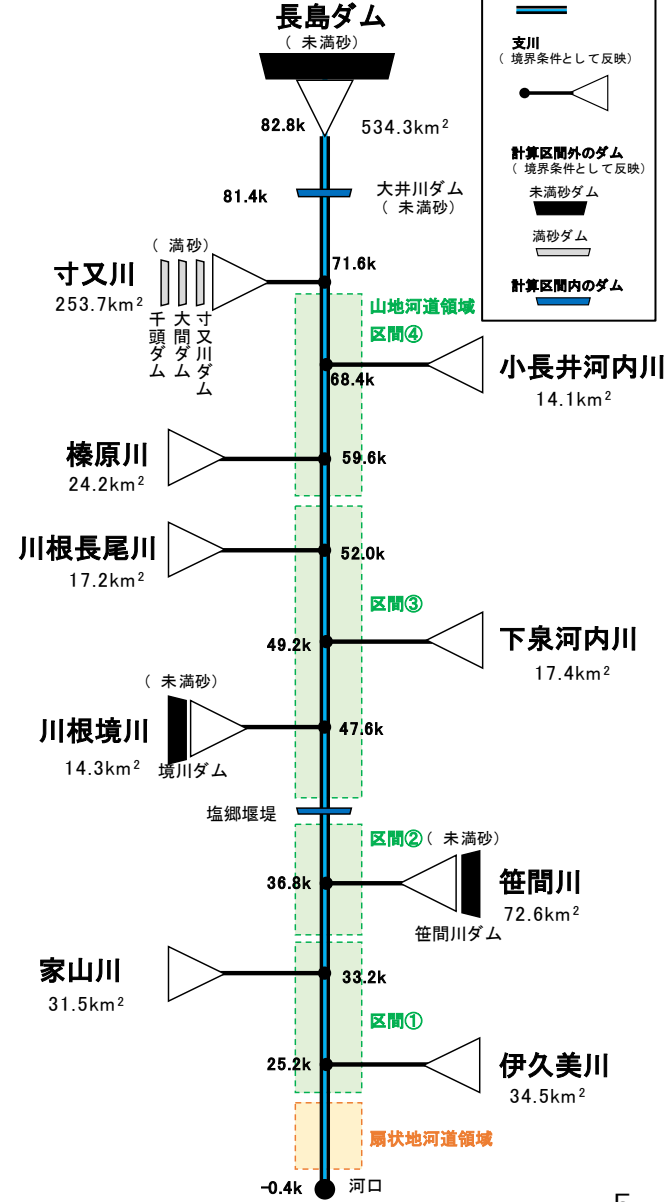 長島ダム
( 未満砂)
82.8k
534.3km²
81.4k
大井川ダム
( 未満砂)
支川
( 境界条件として反映)
計算区間外のダム
( 境界条件として反映)
未満砂ダム
満砂ダム
計算区間内のダム
71.6k
( 満砂)
寸又川
253.7km²
千頭ダム
大間ダム
寸又川ダム
山地河道領域
区間④
68.4k
小長井河内川
14.1km²
榛原川
24.2km²
59.6k
川根長尾川
17.2km²
52.0k
区間③
49.2k
下泉河内川
17.4km²
( 未満砂)
川根境川
14.3km²
境川ダム
47.6k
塩郷堰堤
区間②
( 未満砂)
36.8k
笹間川
72.6km²
笹間川ダム
家山川
31.5km²
33.2k
区間①
25.2k
伊久美川
34.5km²
扇状地河道領域
-0.4k
河口